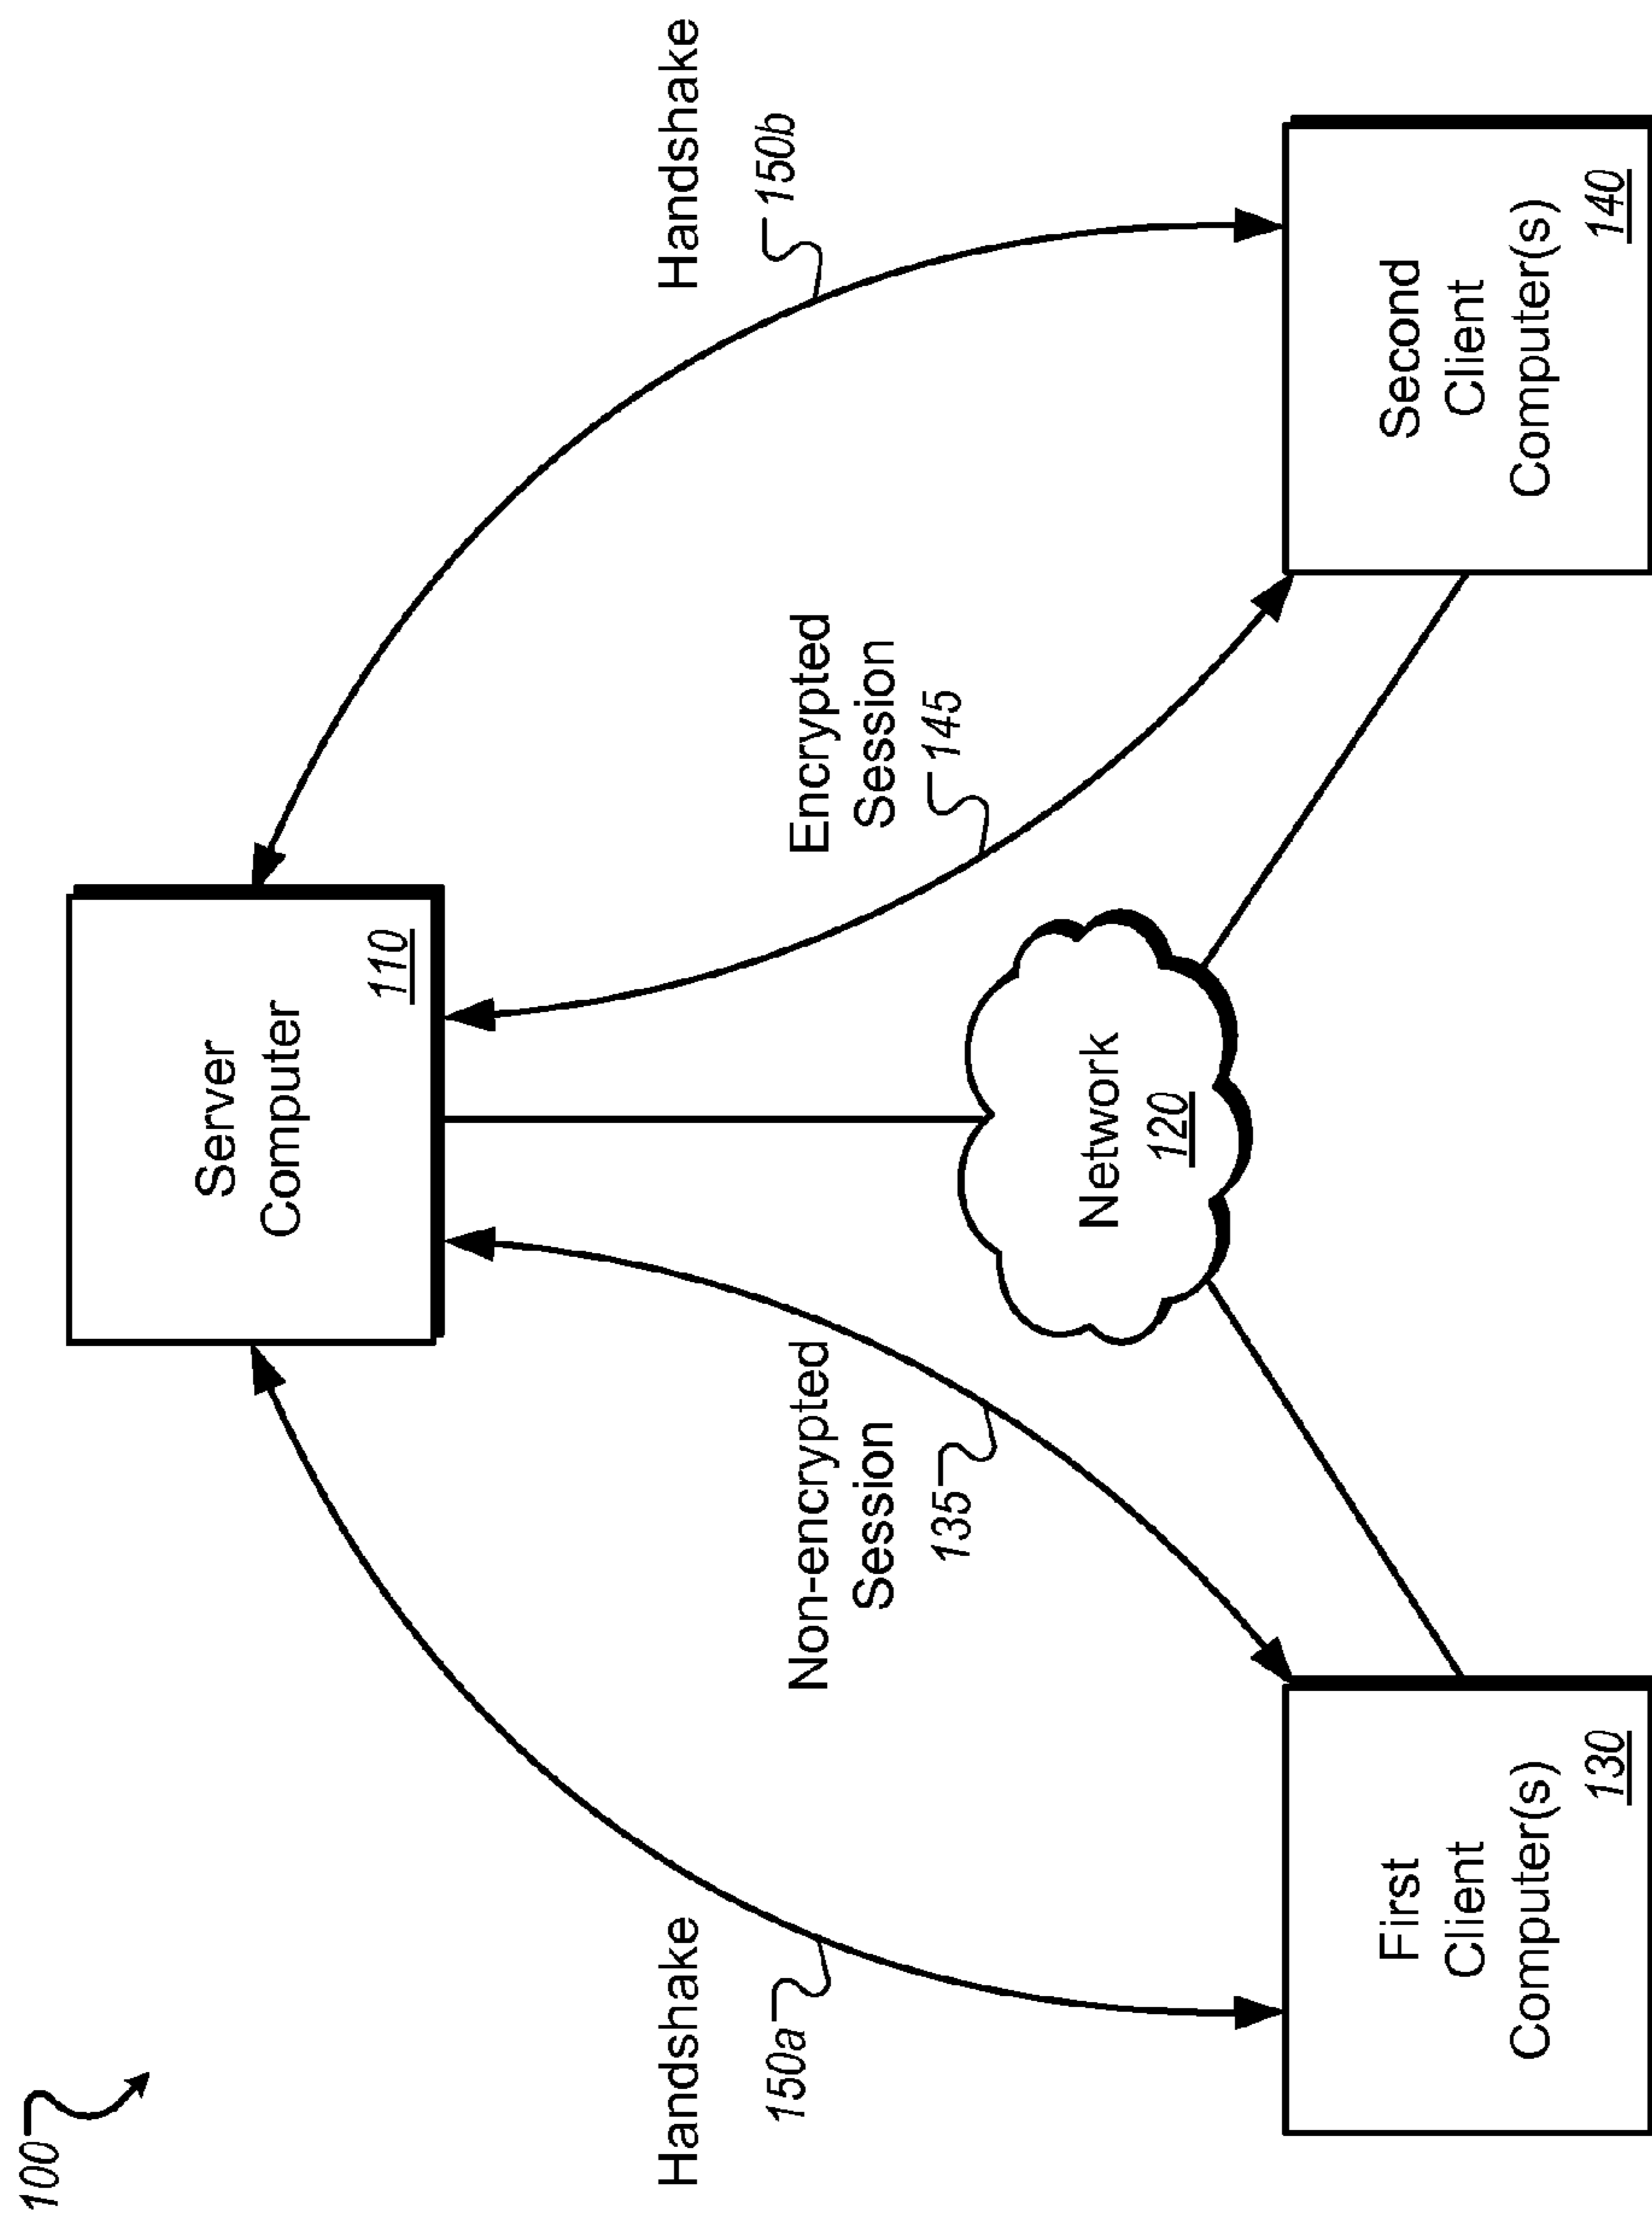 100
Server
Computer
110
Handshake
150a
Handshake
150b
Non-encrypted
Session
135
Encrypted
Session
145
Network
120
First
Client
Computer(s)
130
Second
Client
Computer(s)
140